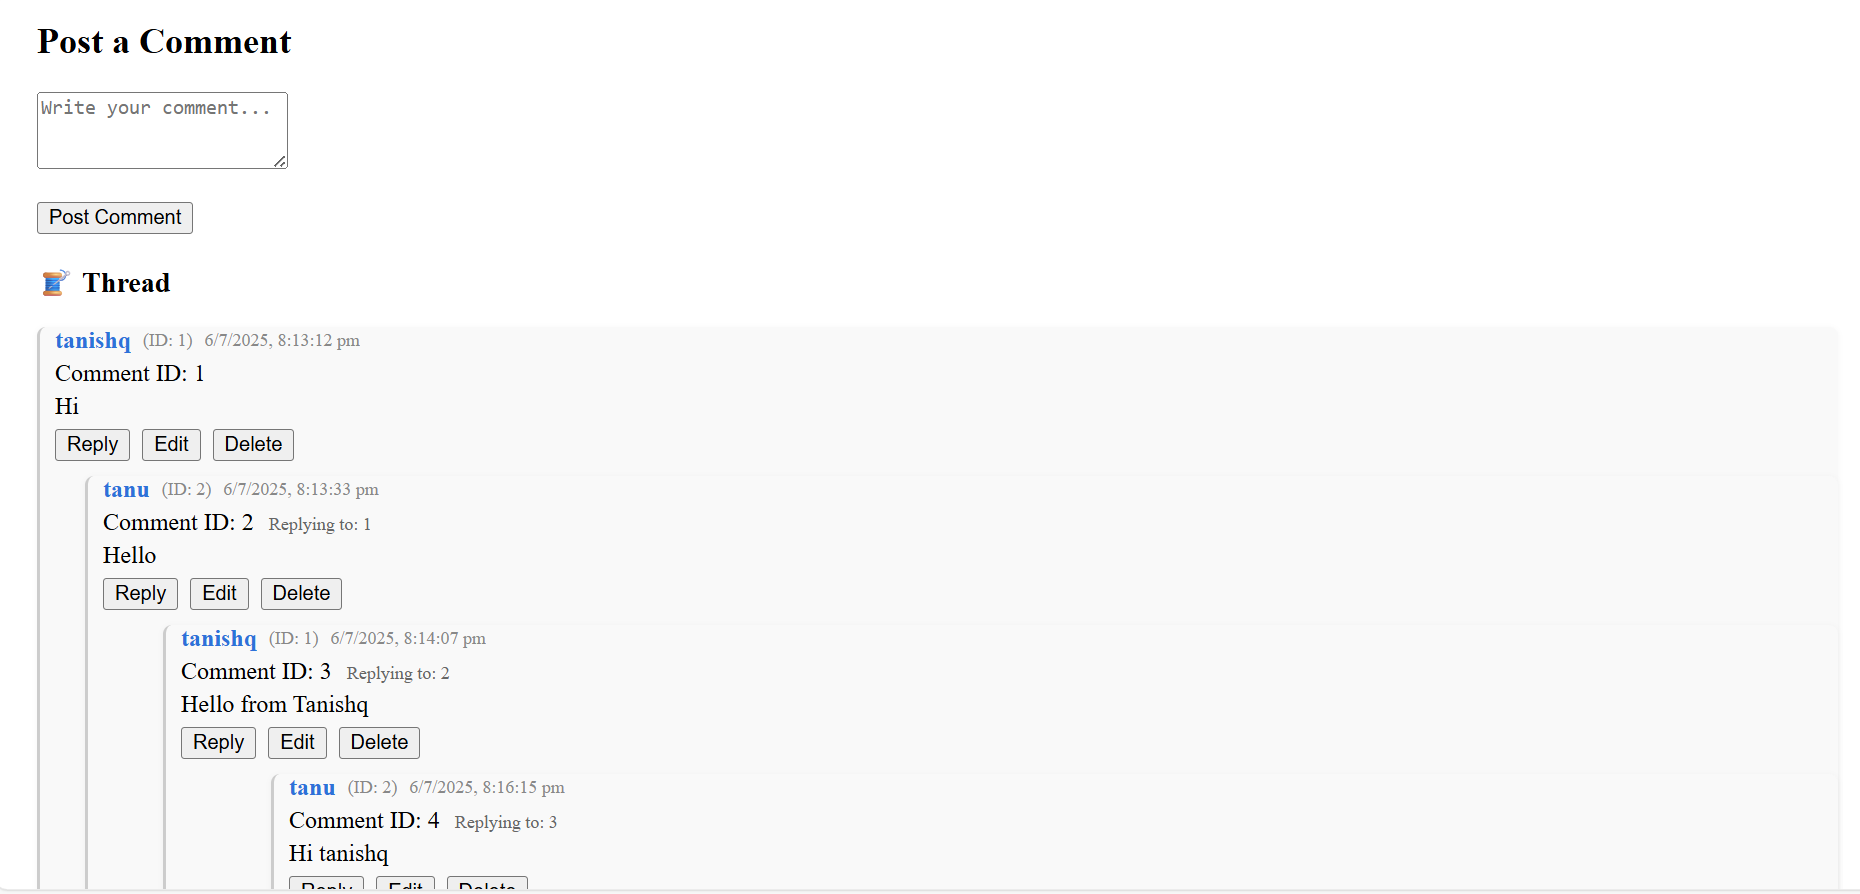 Post a Comment
Write your comment...
Post Comment
Thread
tanishq (ID: 1) 6/7/2025, 8:13:12 pm
Comment ID: 1
Hi
Reply Edit Delete
tanu (ID: 2) 6/7/2025, 8:13:33 pm
Comment ID: 2 Replying to: 1
Hello
Reply Edit Delete
tanishq (ID: 1) 6/7/2025, 8:14:07 pm
Comment ID: 3 Replying to: 2
Hello from Tanishq
Reply Edit Delete
tanu (ID: 2) 6/7/2025, 8:16:15 pm
Comment ID: 4 Replying to: 3
Hi tanishq
Reply Edit Delete